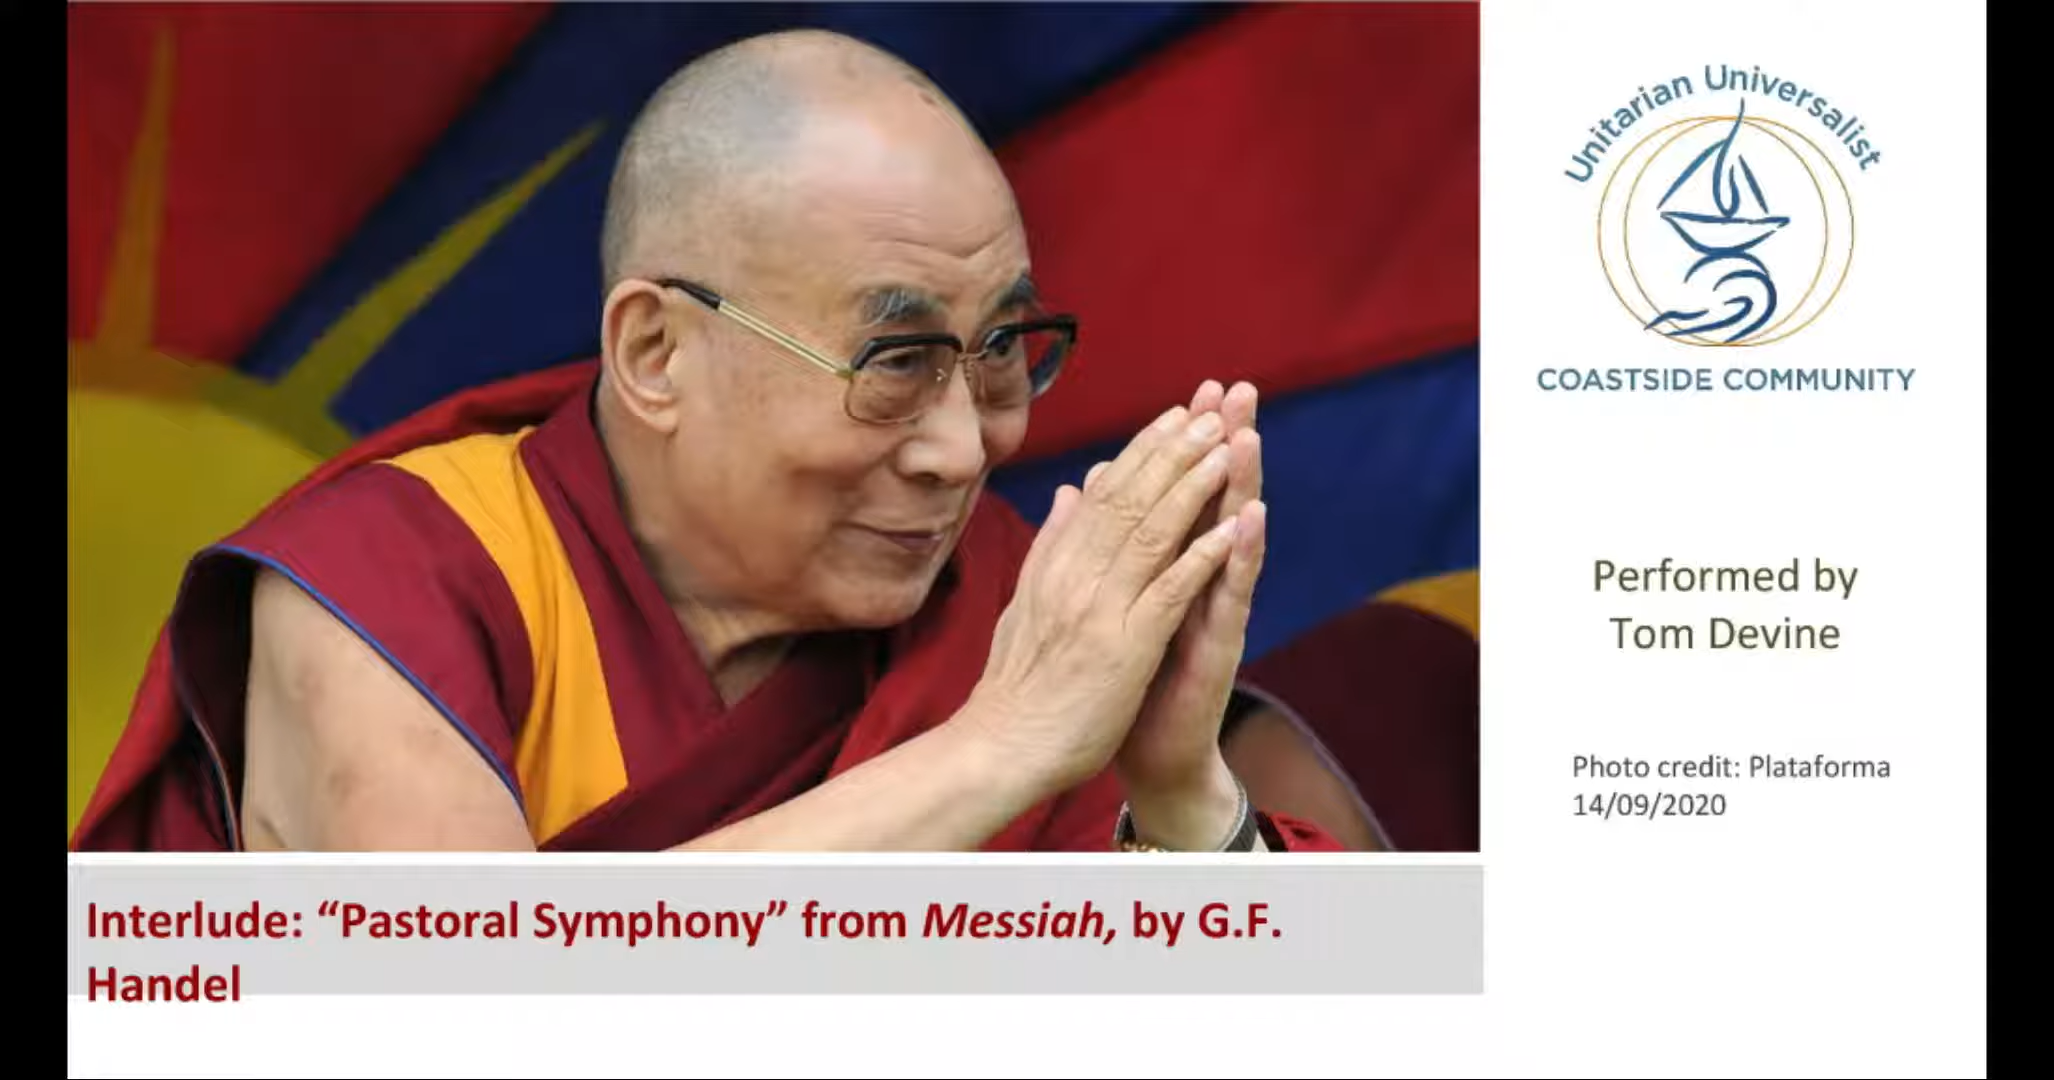 Unitarian Universalist
COASTSIDE COMMUNITY
Performed by
Tom Devine
Photo credit: Plataforma
14/09/2020
Interlude: “Pastoral Symphony” from Messiah, by G.F.
Handel